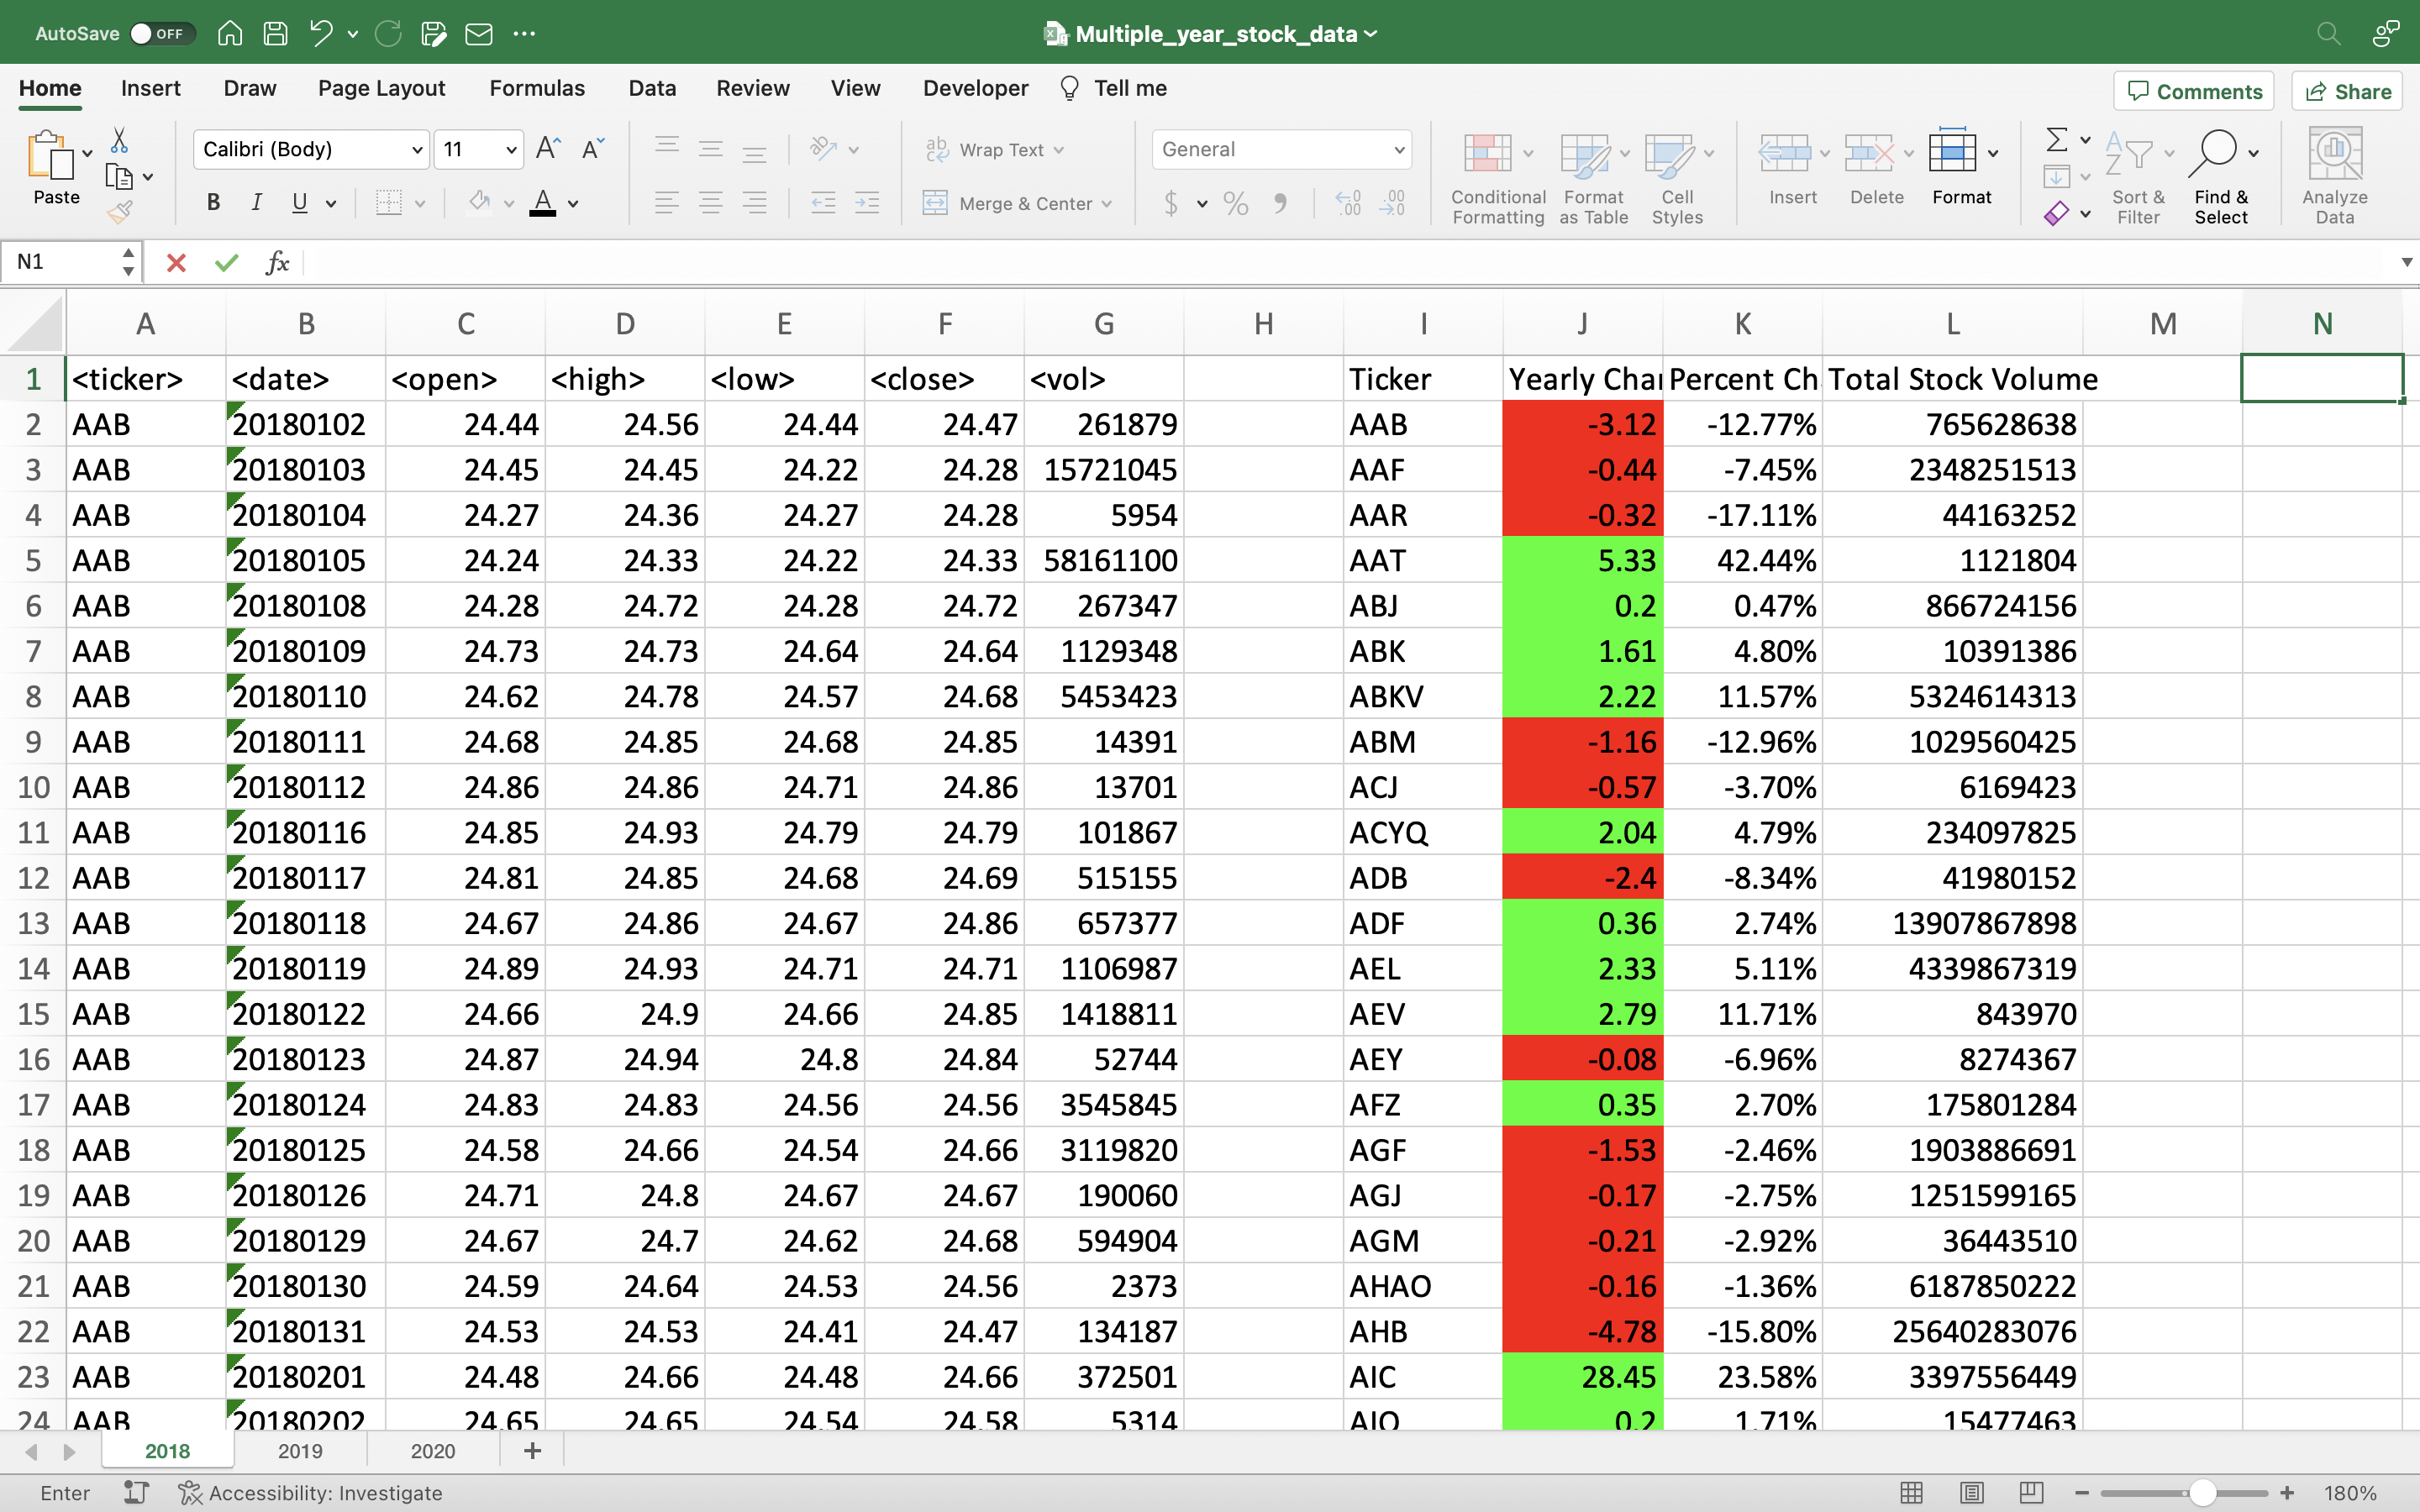 AutoSave OFF Multiple_year_stock_data
Home Insert Draw Page Layout Formulas Data Review View Developer Tell me Comments Share
Paste Calibri (Body) 11 A A Wrap Text General Conditional Formatting Format as Table Cell Styles Insert Delete Format Sort & Filter Find & Select Analyze Data
B I U A Merge & Center $ % 9 .00 .00
N1 fx
A B C D E F G H I J K L M N
1 <ticker> <date> <open> <high> <low> <close> <vol> Ticker Yearly Cha Percent Ch Total Stock Volume
2 AAB 20180102 24.44 24.56 24.44 24.47 261879 AAB -3.12 -12.77% 765628638
3 AAB 20180103 24.45 24.45 24.22 24.28 15721045 AAF -0.44 -7.45% 2348251513
4 AAB 20180104 24.27 24.36 24.27 24.28 5954 AAR -0.32 -17.11% 44163252
5 AAB 20180105 24.24 24.33 24.22 24.33 58161100 AAT 5.33 42.44% 1121804
6 AAB 20180108 24.28 24.72 24.28 24.72 267347 ABJ 0.2 0.47% 866724156
7 AAB 20180109 24.73 24.73 24.64 24.64 1129348 ABK 1.61 4.80% 10391386
8 AAB 20180110 24.62 24.78 24.57 24.68 5453423 ABKV 2.22 11.57% 5324614313
9 AAB 20180111 24.68 24.85 24.68 24.85 14391 ABM -1.16 -12.96% 1029560425
10 AAB 20180112 24.86 24.86 24.71 24.86 13701 ACJ -0.57 -3.70% 6169423
11 AAB 20180116 24.85 24.93 24.79 24.79 101867 ACYQ 2.04 4.79% 234097825
12 AAB 20180117 24.81 24.85 24.68 24.69 515155 ADB -2.4 -8.34% 41980152
13 AAB 20180118 24.67 24.86 24.67 24.86 657377 ADF 0.36 2.74% 13907867898
14 AAB 20180119 24.89 24.93 24.71 24.71 1106987 AEL 2.33 5.11% 4339867319
15 AAB 20180122 24.66 24.9 24.66 24.85 1418811 AEV 2.79 11.71% 843970
16 AAB 20180123 24.87 24.94 24.8 24.84 52744 AEY -0.08 -6.96% 8274367
17 AAB 20180124 24.83 24.83 24.56 24.56 3545845 AFZ 0.35 2.70% 175801284
18 AAB 20180125 24.58 24.66 24.54 24.66 3119820 AGF -1.53 -2.46% 1903886691
19 AAB 20180126 24.71 24.8 24.67 24.67 190060 AGJ -0.17 -2.75% 1251599165
20 AAB 20180129 24.67 24.7 24.62 24.68 594904 AGM -0.21 -2.92% 36443510
21 AAB 20180130 24.59 24.64 24.53 24.56 2373 AHAO -0.16 -1.36% 6187850222
22 AAB 20180131 24.53 24.53 24.41 24.47 134187 AHB -4.78 -15.80% 25640283076
23 AAB 20180201 24.48 24.66 24.48 24.66 372501 AIC 28.45 23.58% 3397556449
24 AAB 20180202 24.65 24.65 24.54 24.58 5314 0.2 1.71% 15477463
2018 2019 2020 +
Enter Accessibility: Investigate 180%